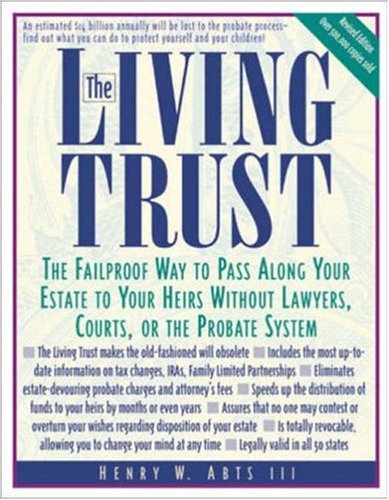 An estimated $14 billion annually will be lost to the probate process–
find out what you can do to protect yourself and your children!
Revised Edition
Over 500,000 copies sold
The
LIVING
TRUST
THE FAILPROOF WAY TO PASS ALONG YOUR
ESTATE TO YOUR HEIRS WITHOUT LAWYERS,
COURTS, OR THE PROBATE SYSTEM
The Living Trust makes the old-fashioned will obsolete Includes the most up-to-
date information on tax changes, IRAs, Family Limited Partnerships Eliminates
estate-devouring probate charges and attorney's fees Speeds up the distribution of
funds to your heirs by months or even years Assures that no one may contest or
overturn your wishes regarding disposition of your estate Is totally revocable,
allowing you to change your mind at any time Legally valid in all 50 states
HENRY W. ABTS III